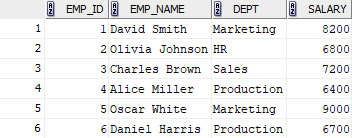 EMP_ID EMP_NAME DEPT SALARY
1 1 David Smith Marketing 8200
2 2 Olivia Johnson HR 6800
3 3 Charles Brown Sales 7200
4 4 Alice Miller Production 6400
5 5 Oscar White Marketing 9000
6 6 Daniel Harris Production 6700